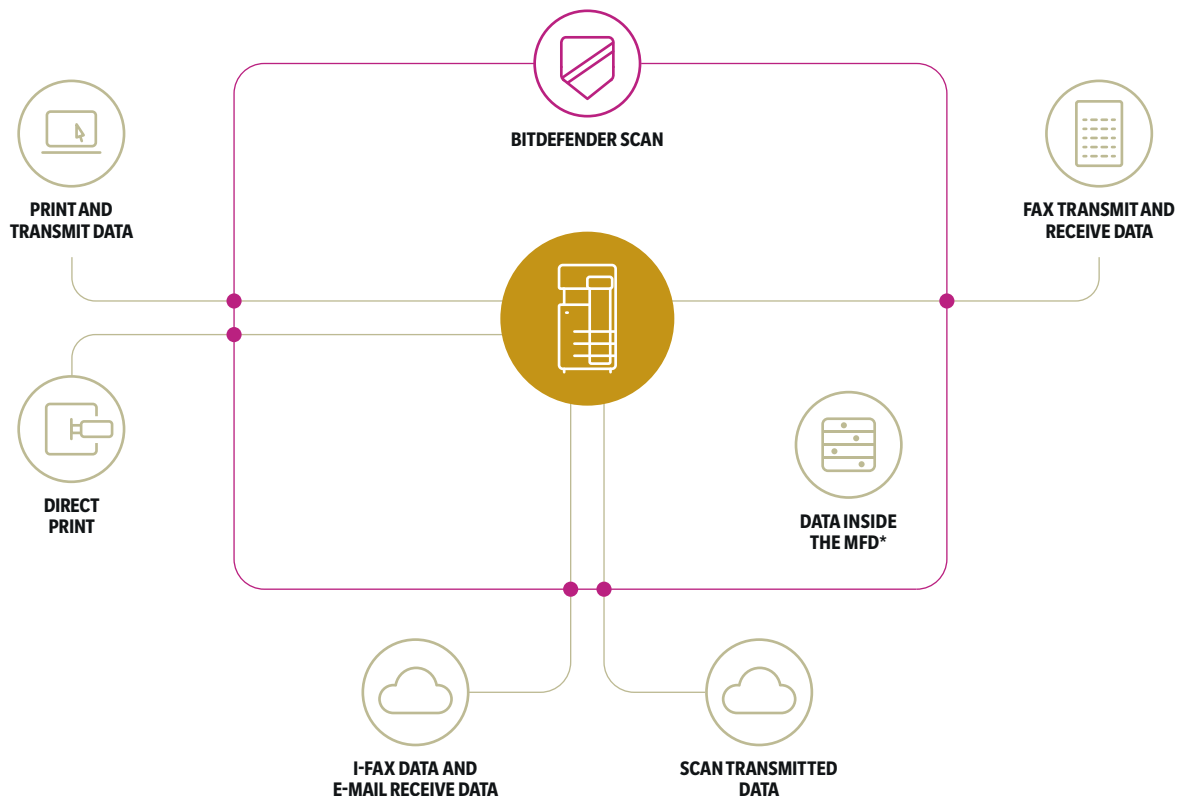 BITDEFENDER SCAN
PRINT AND
TRANSMIT DATA
FAX TRANSMIT AND
RECEIVE DATA
DIRECT
PRINT
DATA INSIDE
THE MFD*
I-FAX DATA AND
E-MAIL RECEIVE DATA
SCAN TRANSMITTED
DATA